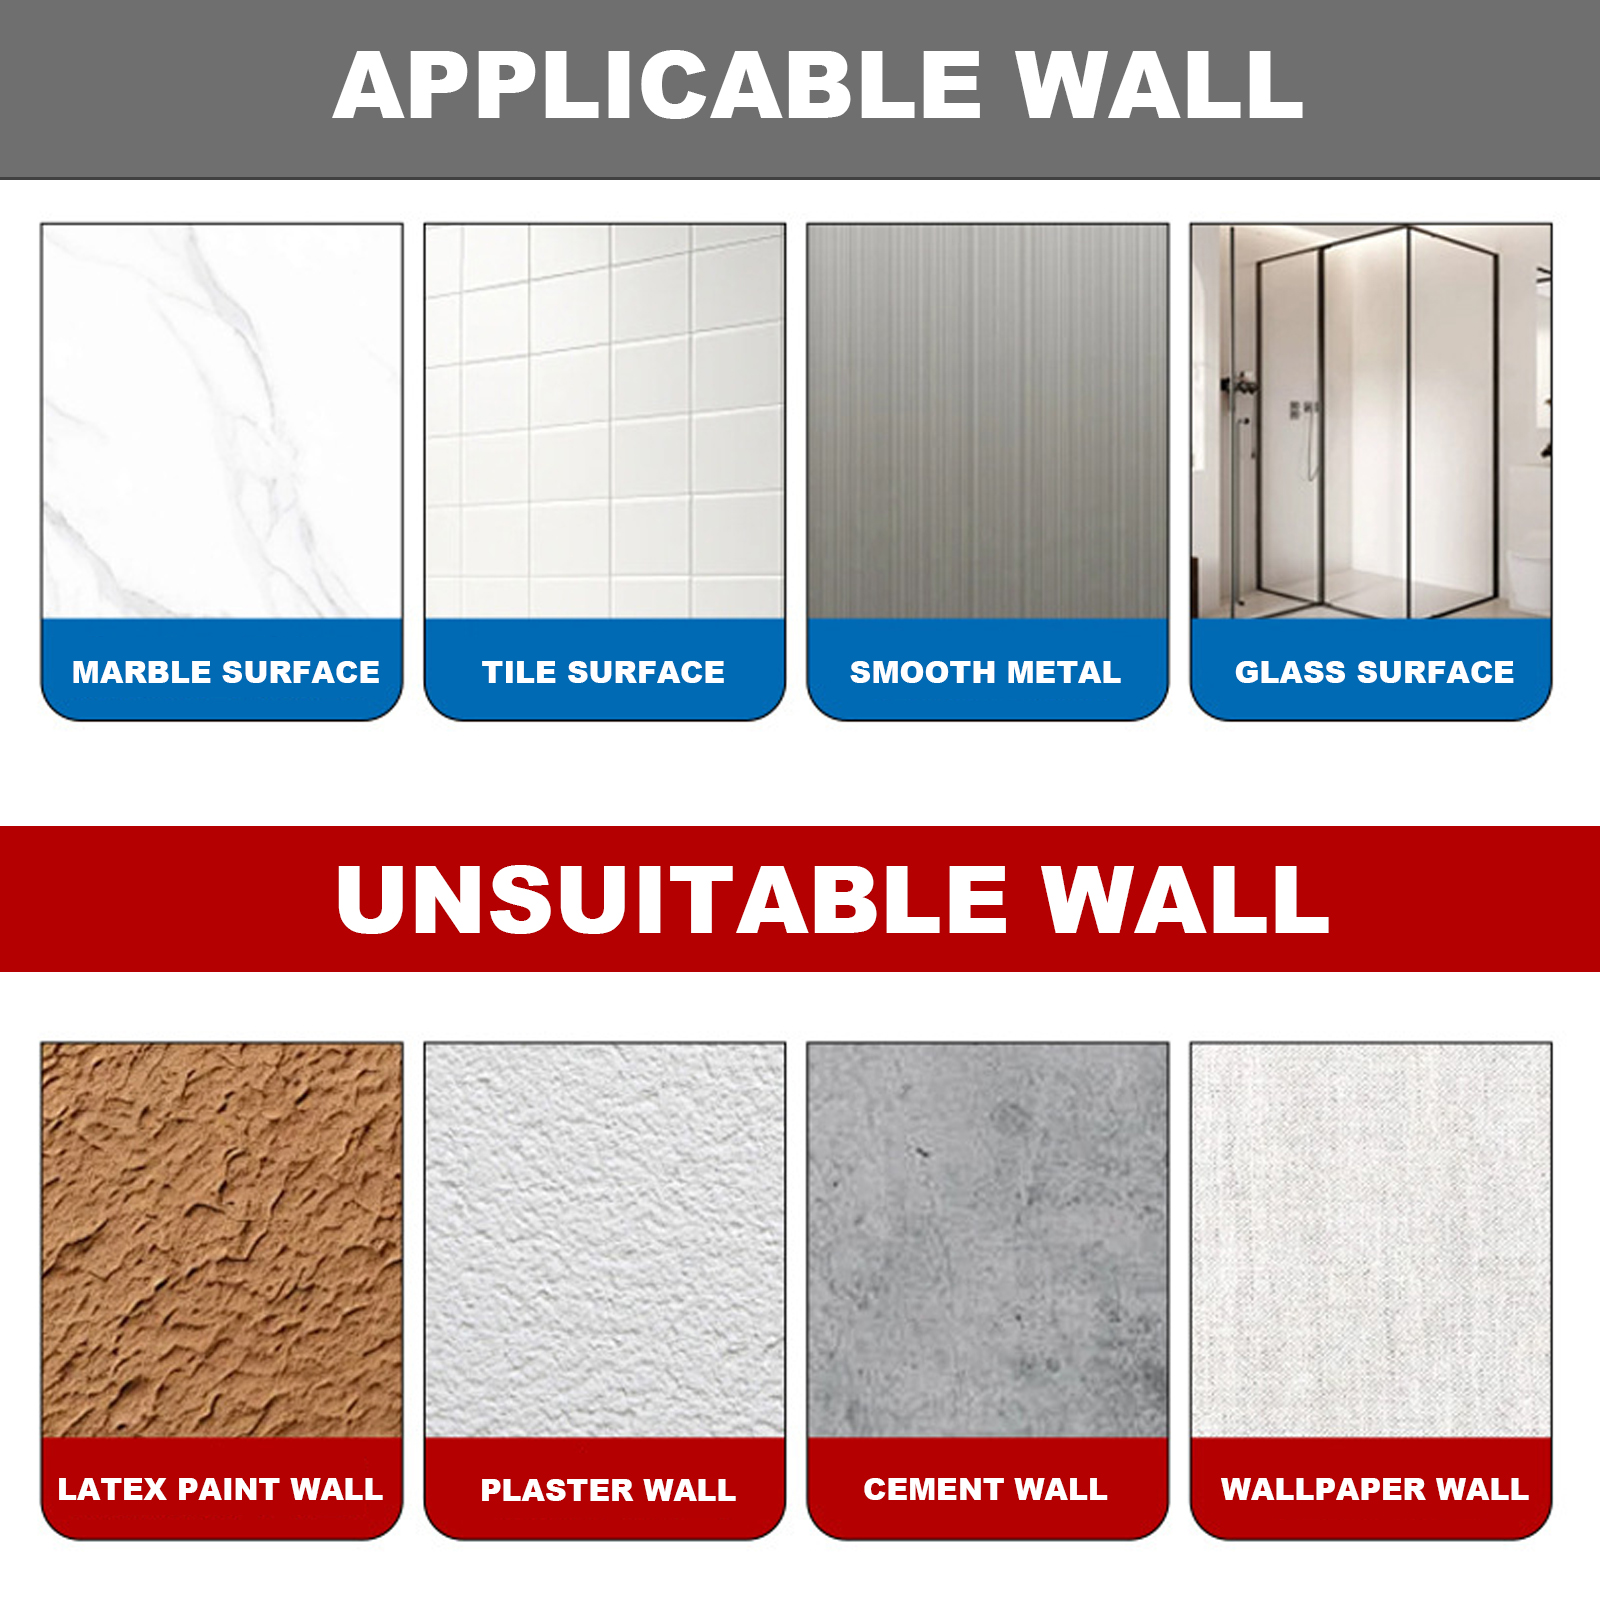 APPLICABLE WALL
MARBLE SURFACE
TILE SURFACE
SMOOTH METAL
GLASS SURFACE
UNSUITABLE WALL
LATEX PAINT WALL
PLASTER WALL
CEMENT WALL
WALLPAPER WALL